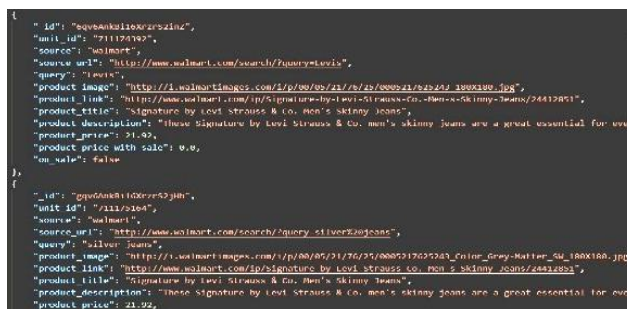 {
"_id":
"unit_id": "711174392",
"source": "walmart",
"source_url": "http://www.walmart.com/search/?query=Levis",
"query": "Levis",
"product_image": "http://i.walmartimages.com/i/p/00/05/21/76/25/0005217625243_180X180.jpg",
"product_link": "http://www.walmart.com/ip/Signature-by-Levi-Strauss-Co.-Men-s-Skinny-Jeans/24412851",
"product_title": "Signature by Levi Strauss & Co. Men's Skinny Jeans",
"product_description": "These Signature by Levi Strauss & Co. men's skinny jeans are a great essential for eve
"product_price": 21.92,
"product_price_with_sale": 0.0,
"on_sale": false
},
{
"_id":
"unit_id": "711175164",
"source": "walmart",
"source_url": "http://www.walmart.com/search/?query=silver%20jeans",
"query": "silver jeans",
"product_image": "http://i.walmartimages.com/i/p/00/05/21/76/25/0005217625243_Color_Grey-Matter_SW_180X180.jpg
"product_link": "http://www.walmart.com/ip/Signature-by-Levi-Strauss-Co.-Men-s-Skinny-Jeans/24412851",
"product_title": "Signature by Levi Strauss & Co. Men's Skinny Jeans",
"product_description": "These Signature by Levi Strauss & Co. men's skinny jeans are a great essential for eve
"product_price": 21.92,